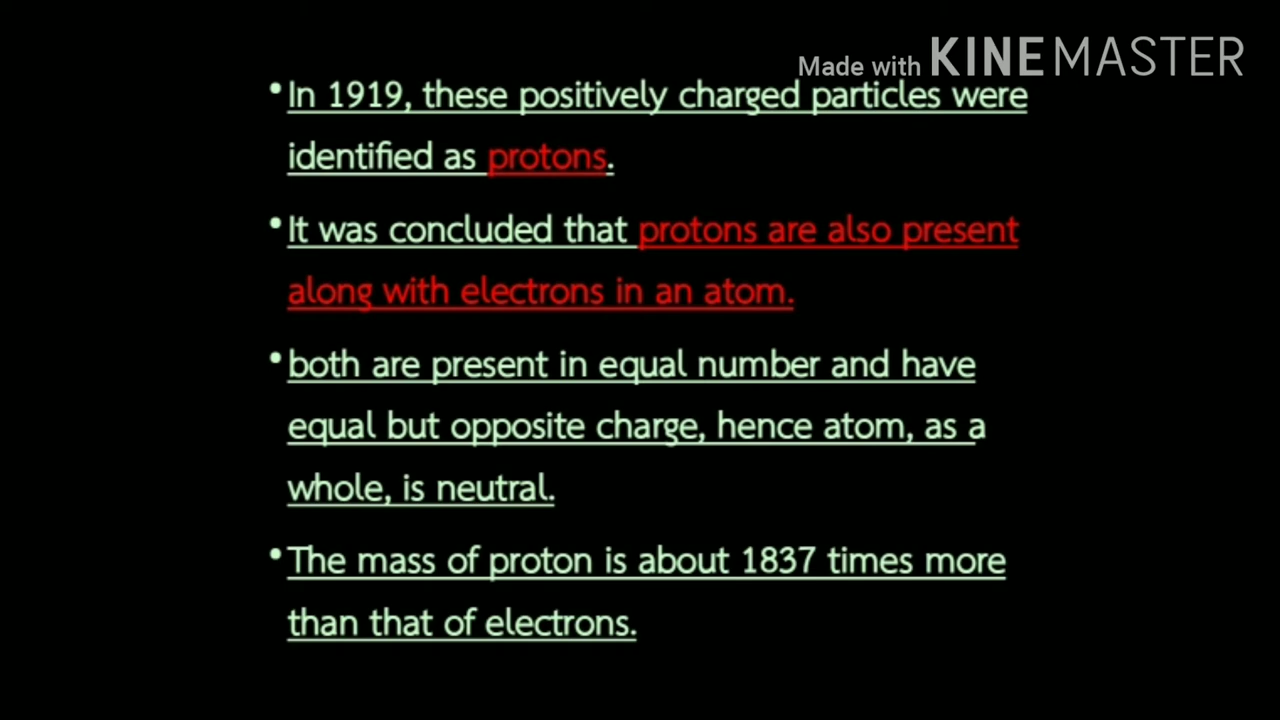 Made with KINEMASTER
•In 1919, these positively charged particles were
identified as protons.
•It was concluded that protons are also present
along with electrons in an atom.
•both are present in equal number and have
equal but opposite charge, hence atom, as a
whole, is neutral.
•The mass of proton is about 1837 times more
than that of electrons.